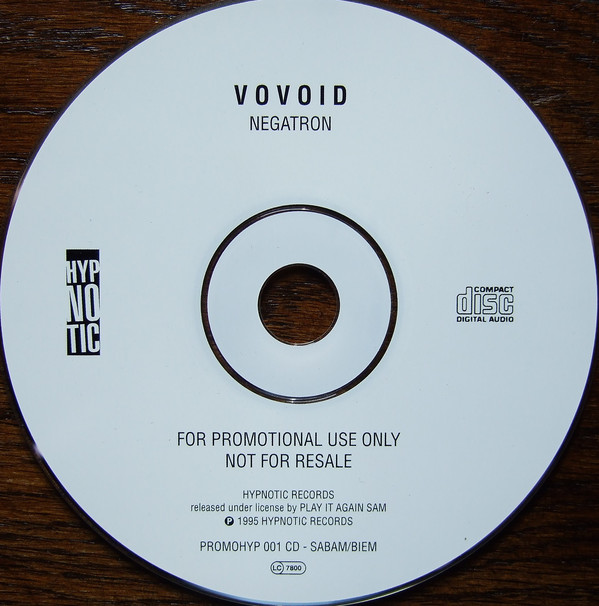 VOVOID
NEGATRON
HYP
NO
TIC
COMPACT
disc
DIGITAL AUDIO
FOR PROMOTIONAL USE ONLY
NOT FOR RESALE
HYPNOTIC RECORDS
released under license by PLAY IT AGAIN SAM
℗ 1995 HYPNOTIC RECORDS
PROMOHYP 001 CD - SABAM/BIEM
LC 7800